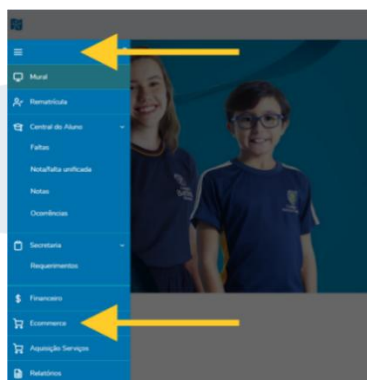 Mural
Rematrícula
Central do Aluno
Faltas
Nota/falta unificada
Notas
Ocorrências
Secretaria
Requerimentos
Financeiro
Ecommerce
Aquisição Serviços
Relatórios